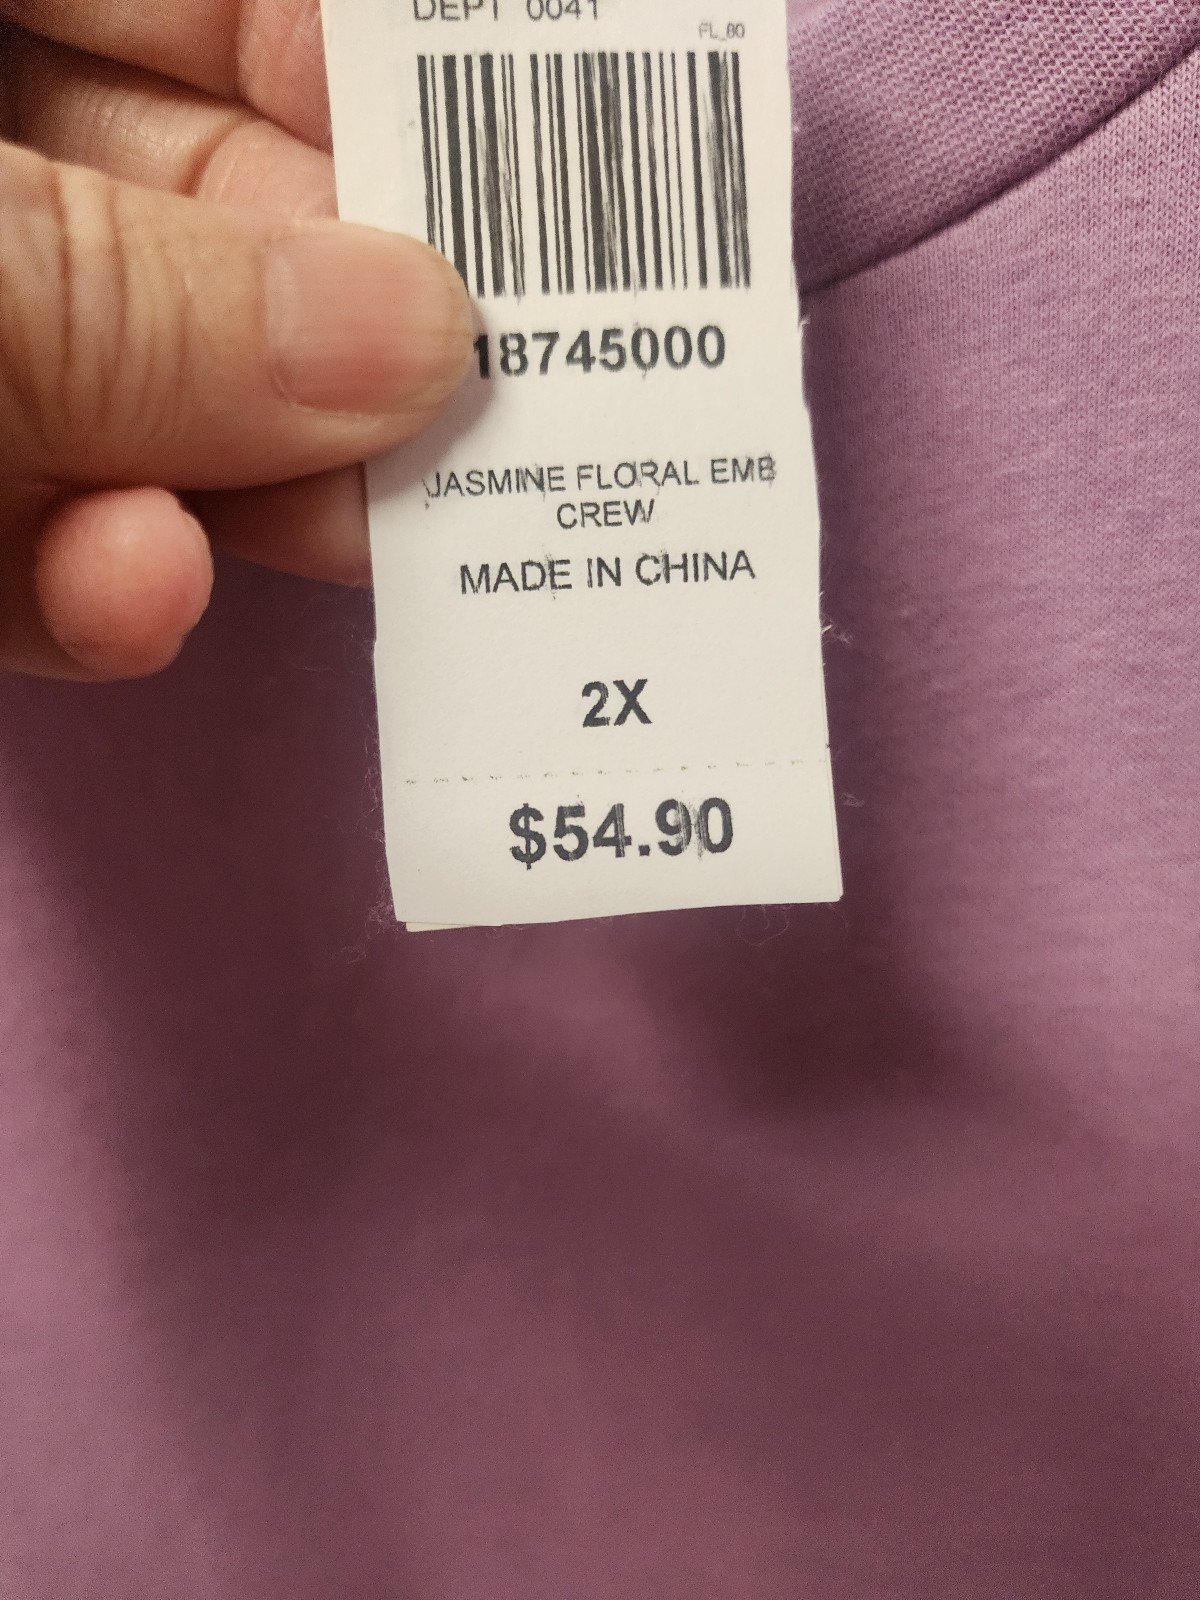 DEPT 0041
FL_80
18745000
JASMINE FLORAL EMB
CREW
MADE IN CHINA
2X
$54.90